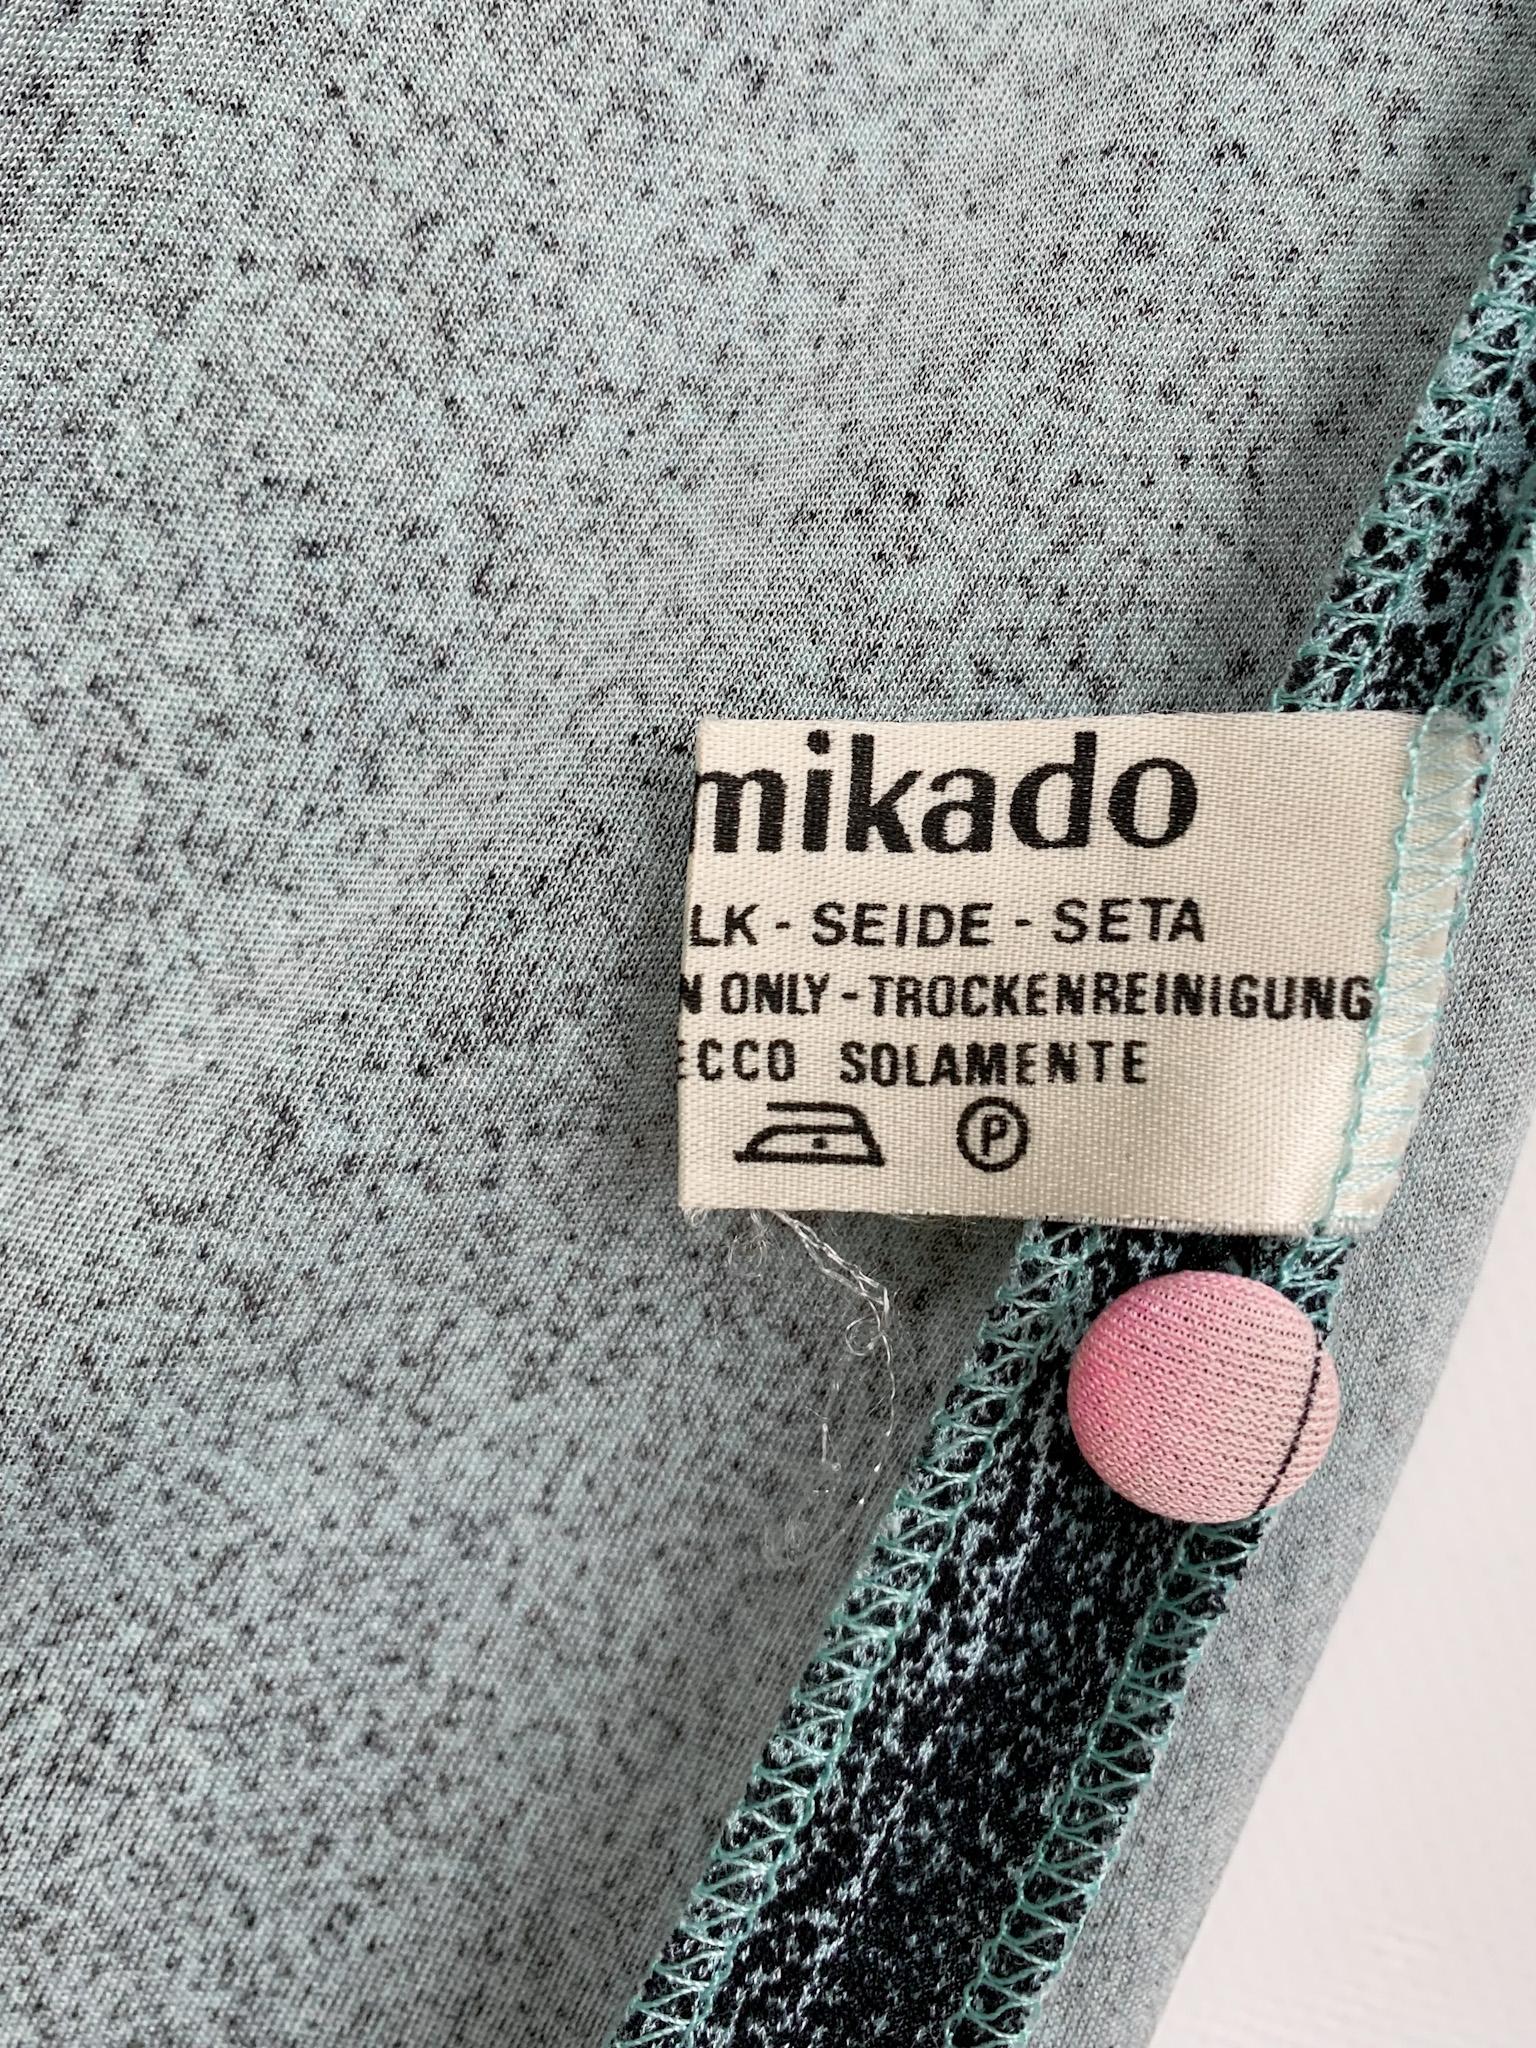 mikado
LK - SEIDE - SETA
N ONLY - TROCKENREINIGUNG
ECCO SOLAMENTE
P